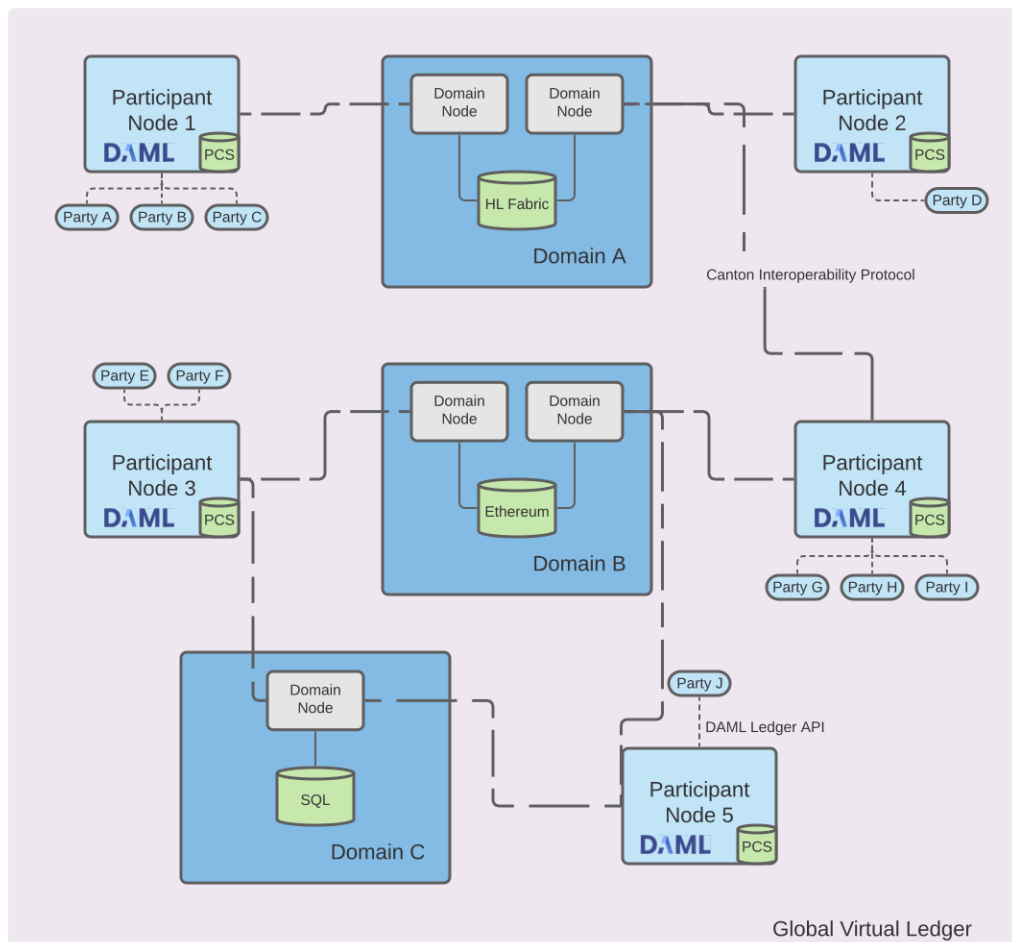 Participant
Node 1
DAML
PCS
Party A
Party B
Party C
Domain
Node
Domain
Node
HL Fabric
Domain A
Participant
Node 2
DAML
PCS
Party D
Canton Interoperability Protocol
Party E
Party F
Participant
Node 3
DAML
PCS
Domain
Node
Domain
Node
Ethereum
Domain B
Participant
Node 4
DAML
PCS
Party G
Party H
Party I
Domain
Node
SQL
Domain C
Party J
DAML Ledger API
Participant
Node 5
DAML
PCS
Global Virtual Ledger